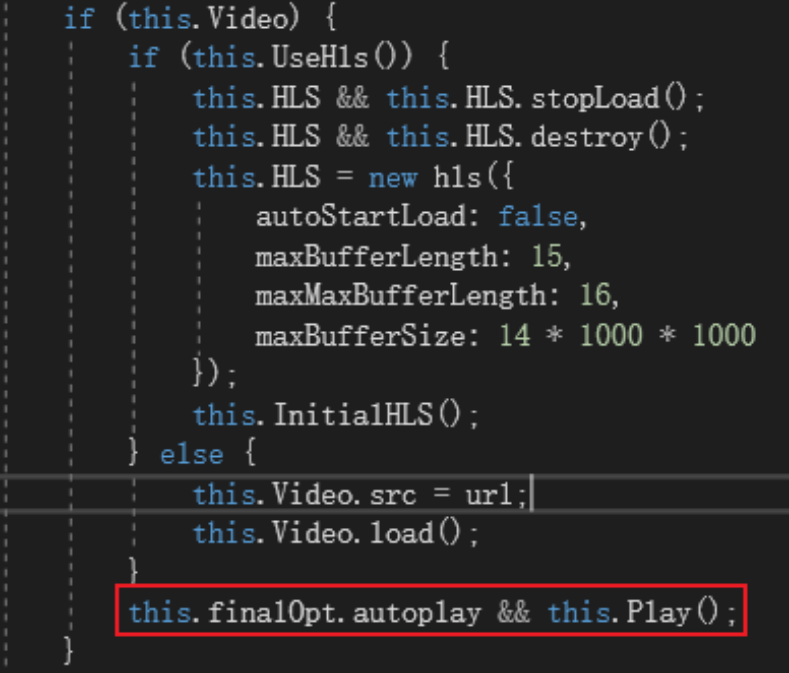 if (this.Video) {
if (this.UseHls()) {
this.HLS && this.HLS.stopLoad();
this.HLS && this.HLS.destroy();
this.HLS = new hls({
autoStartLoad: false,
maxBufferLength: 15,
maxMaxBufferLength: 16,
maxBufferSize: 14 * 1000 * 1000
});
this.InitialHLS();
} else {
this.Video.src = url;
this.Video.load();
}
this.finalOpt.autoplay && this.Play();
}